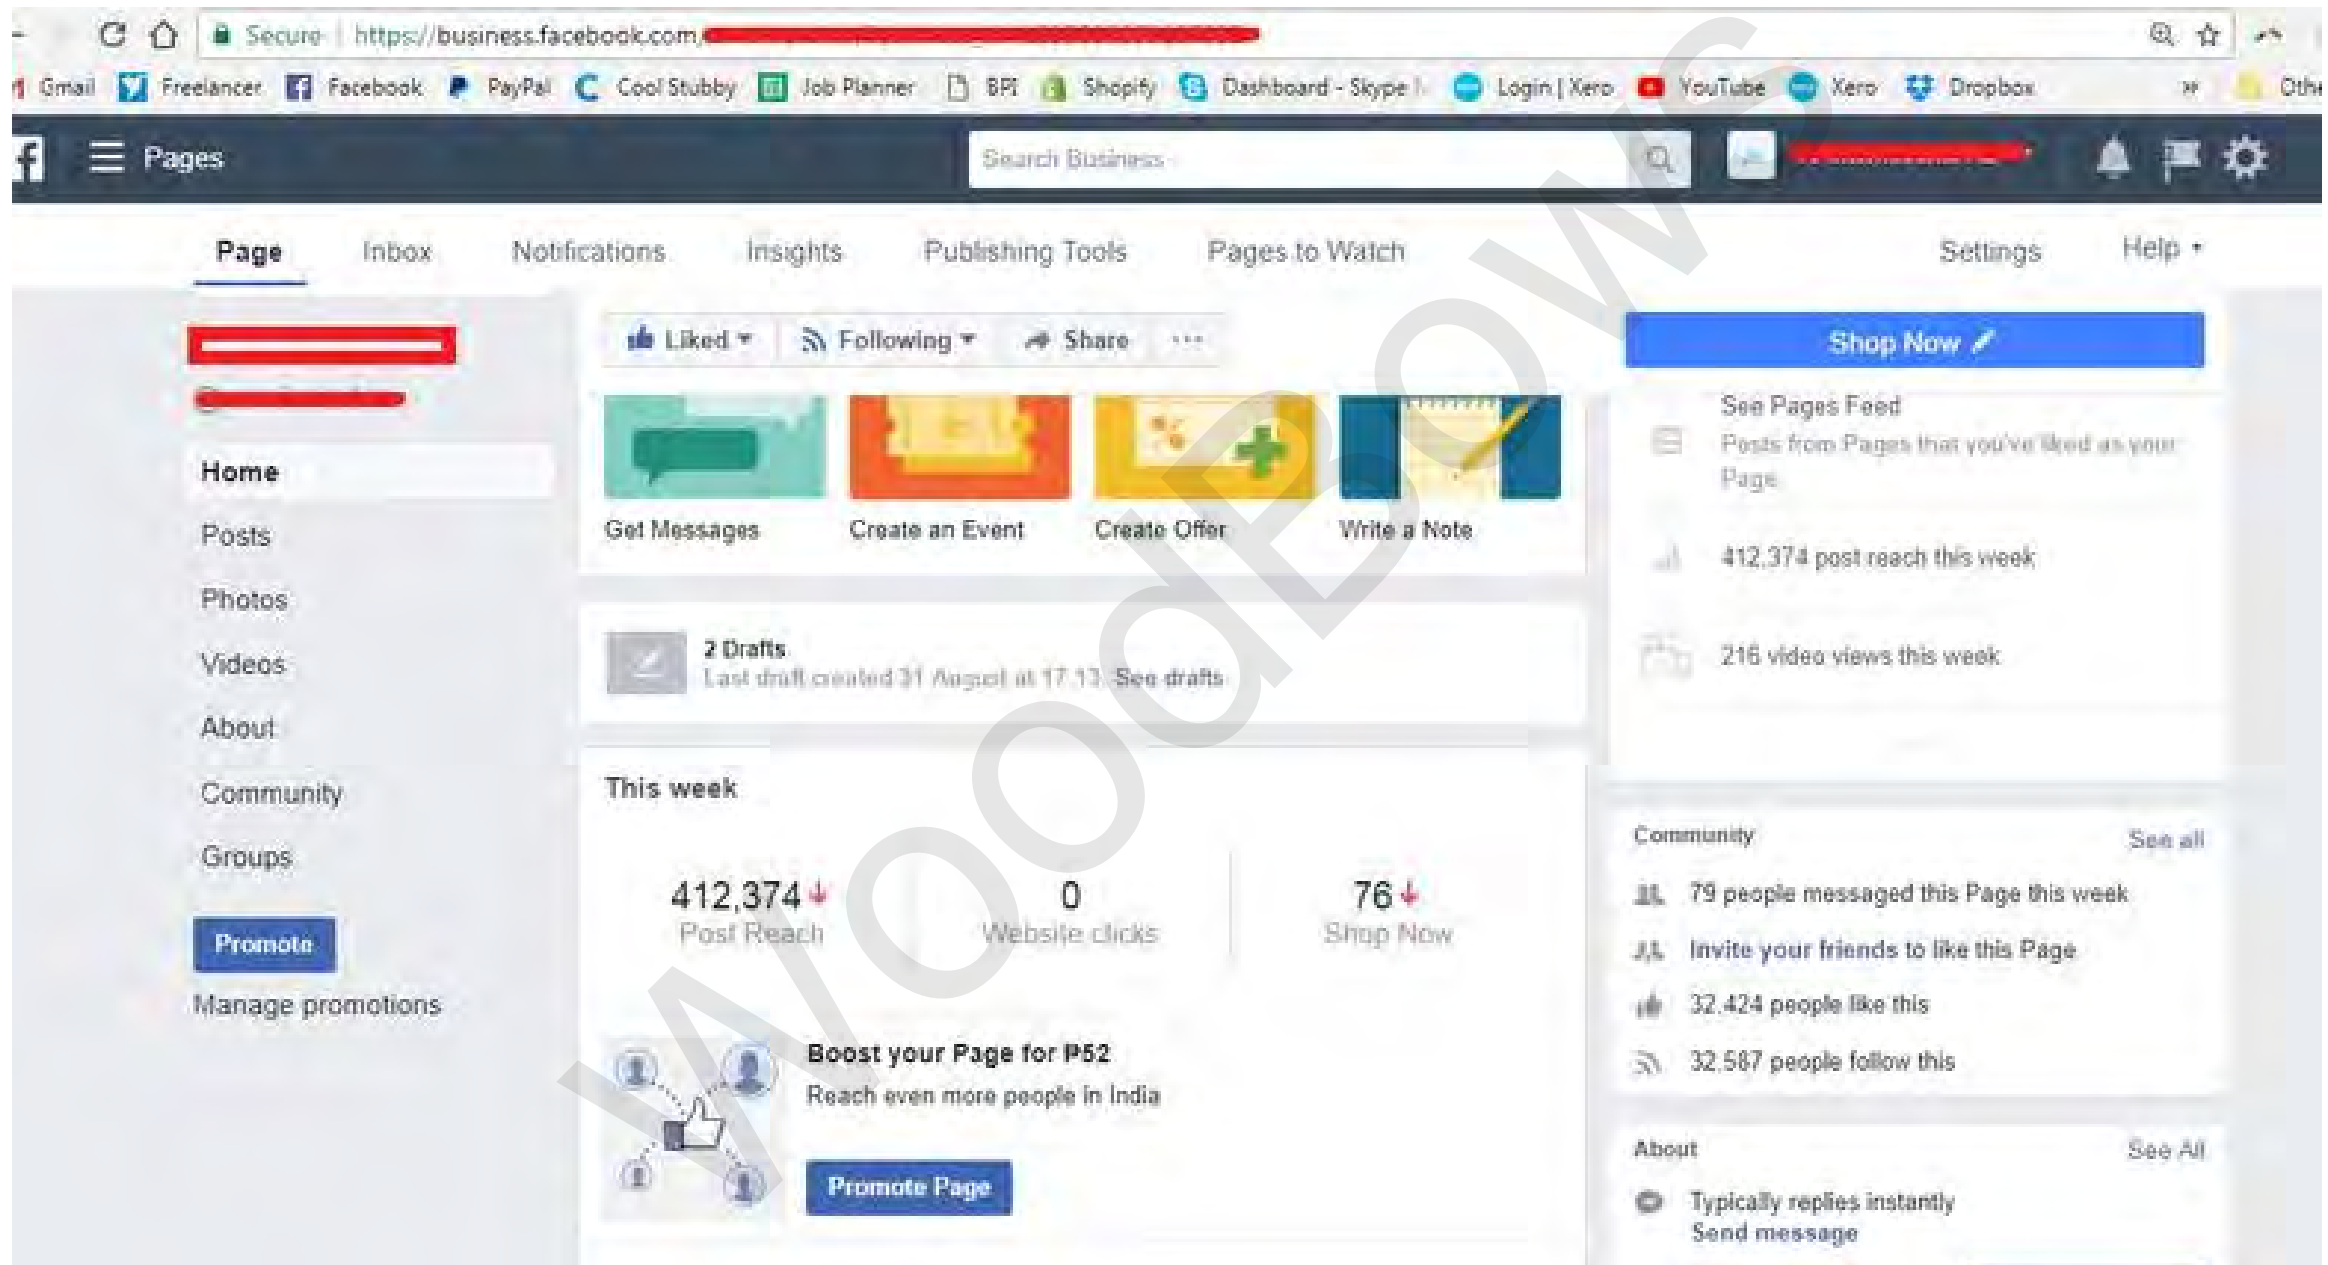 Secure https://business.facebook.com/
Gmail Freelancer Facebook PayPal Cool Stubby Job Planner BPI Shopify Dashboard - Skype Login | Xero YouTube Xero Dropbox » Othe
f Pages Search Business
Page Inbox Notifications Insights Publishing Tools Pages to Watch Settings Help
Liked Following Share ... Shop Now
Home
Posts
Photos
Videos
About
Community
Groups
Promote
Manage promotions
Get Messages Create an Event Create Offer Write a Note
2 Drafts
Last draft created 31 August at 17:13 See drafts
This week
412,374 0 76
Post Reach Website clicks Shop Now
Boost your Page for ₱52
Reach even more people in India
Promote Page
See Pages Feed
Posts from Pages that you've liked as your
Page
412,374 post reach this week
216 video views this week
Community See all
79 people messaged this Page this week
Invite your friends to like this Page
32,424 people like this
32,587 people follow this
About See All
Typically replies instantly
Send message
WoodBows